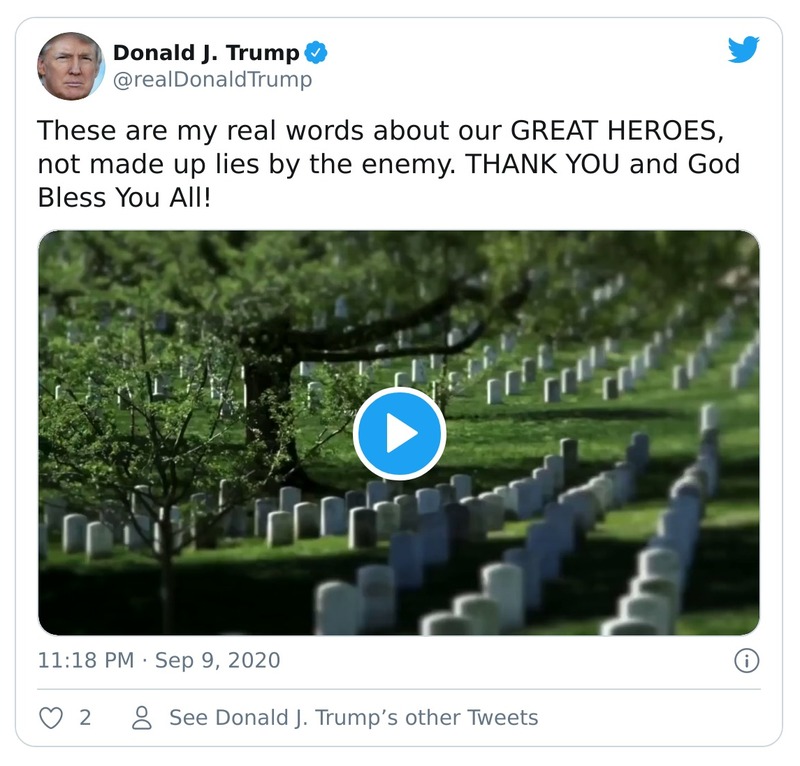 Donald J. Trump
@realDonaldTrump
These are my real words about our GREAT HEROES,
not made up lies by the enemy. THANK YOU and God
Bless You All!
11:18 PM · Sep 9, 2020
2
See Donald J. Trump’s other Tweets